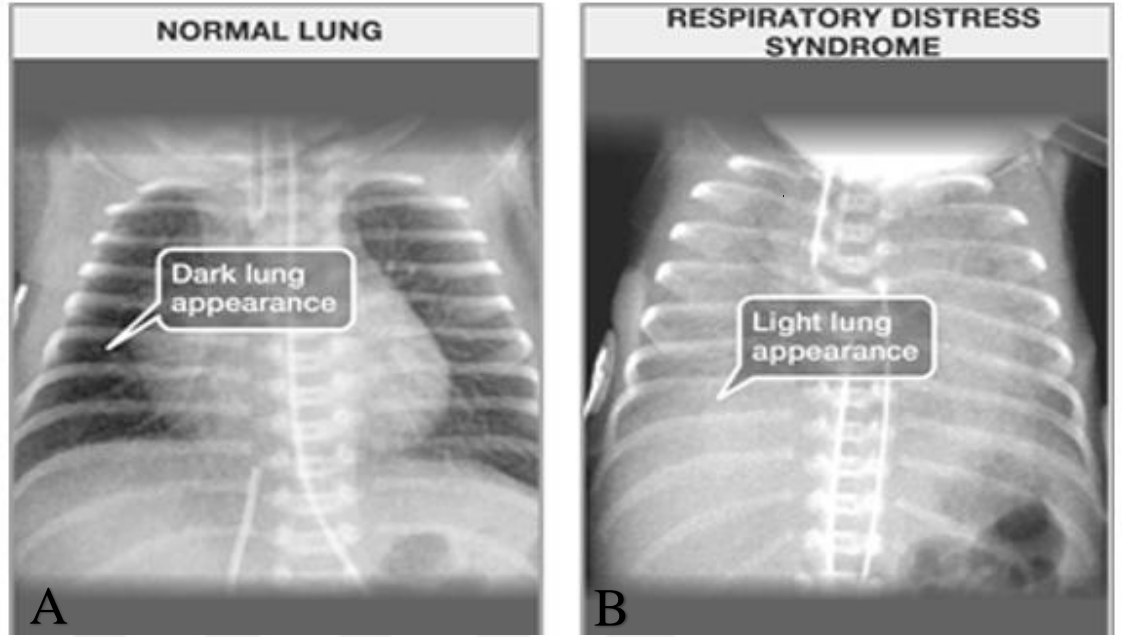 NORMAL LUNG
Dark lung
appearance
A
RESPIRATORY DISTRESS
SYNDROME
Light lung
appearance
B